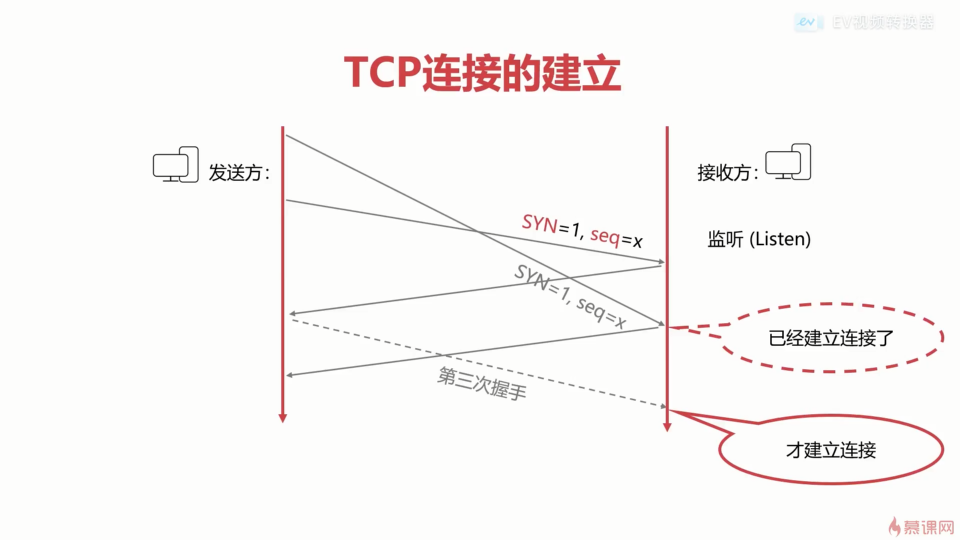 EV视频转换器
TCP连接的建立
发送方：
接收方：
SYN=1, seq=x
监听 (Listen)
SYN=1, seq=x
已经建立连接了
第三次握手
才建立连接
慕课网